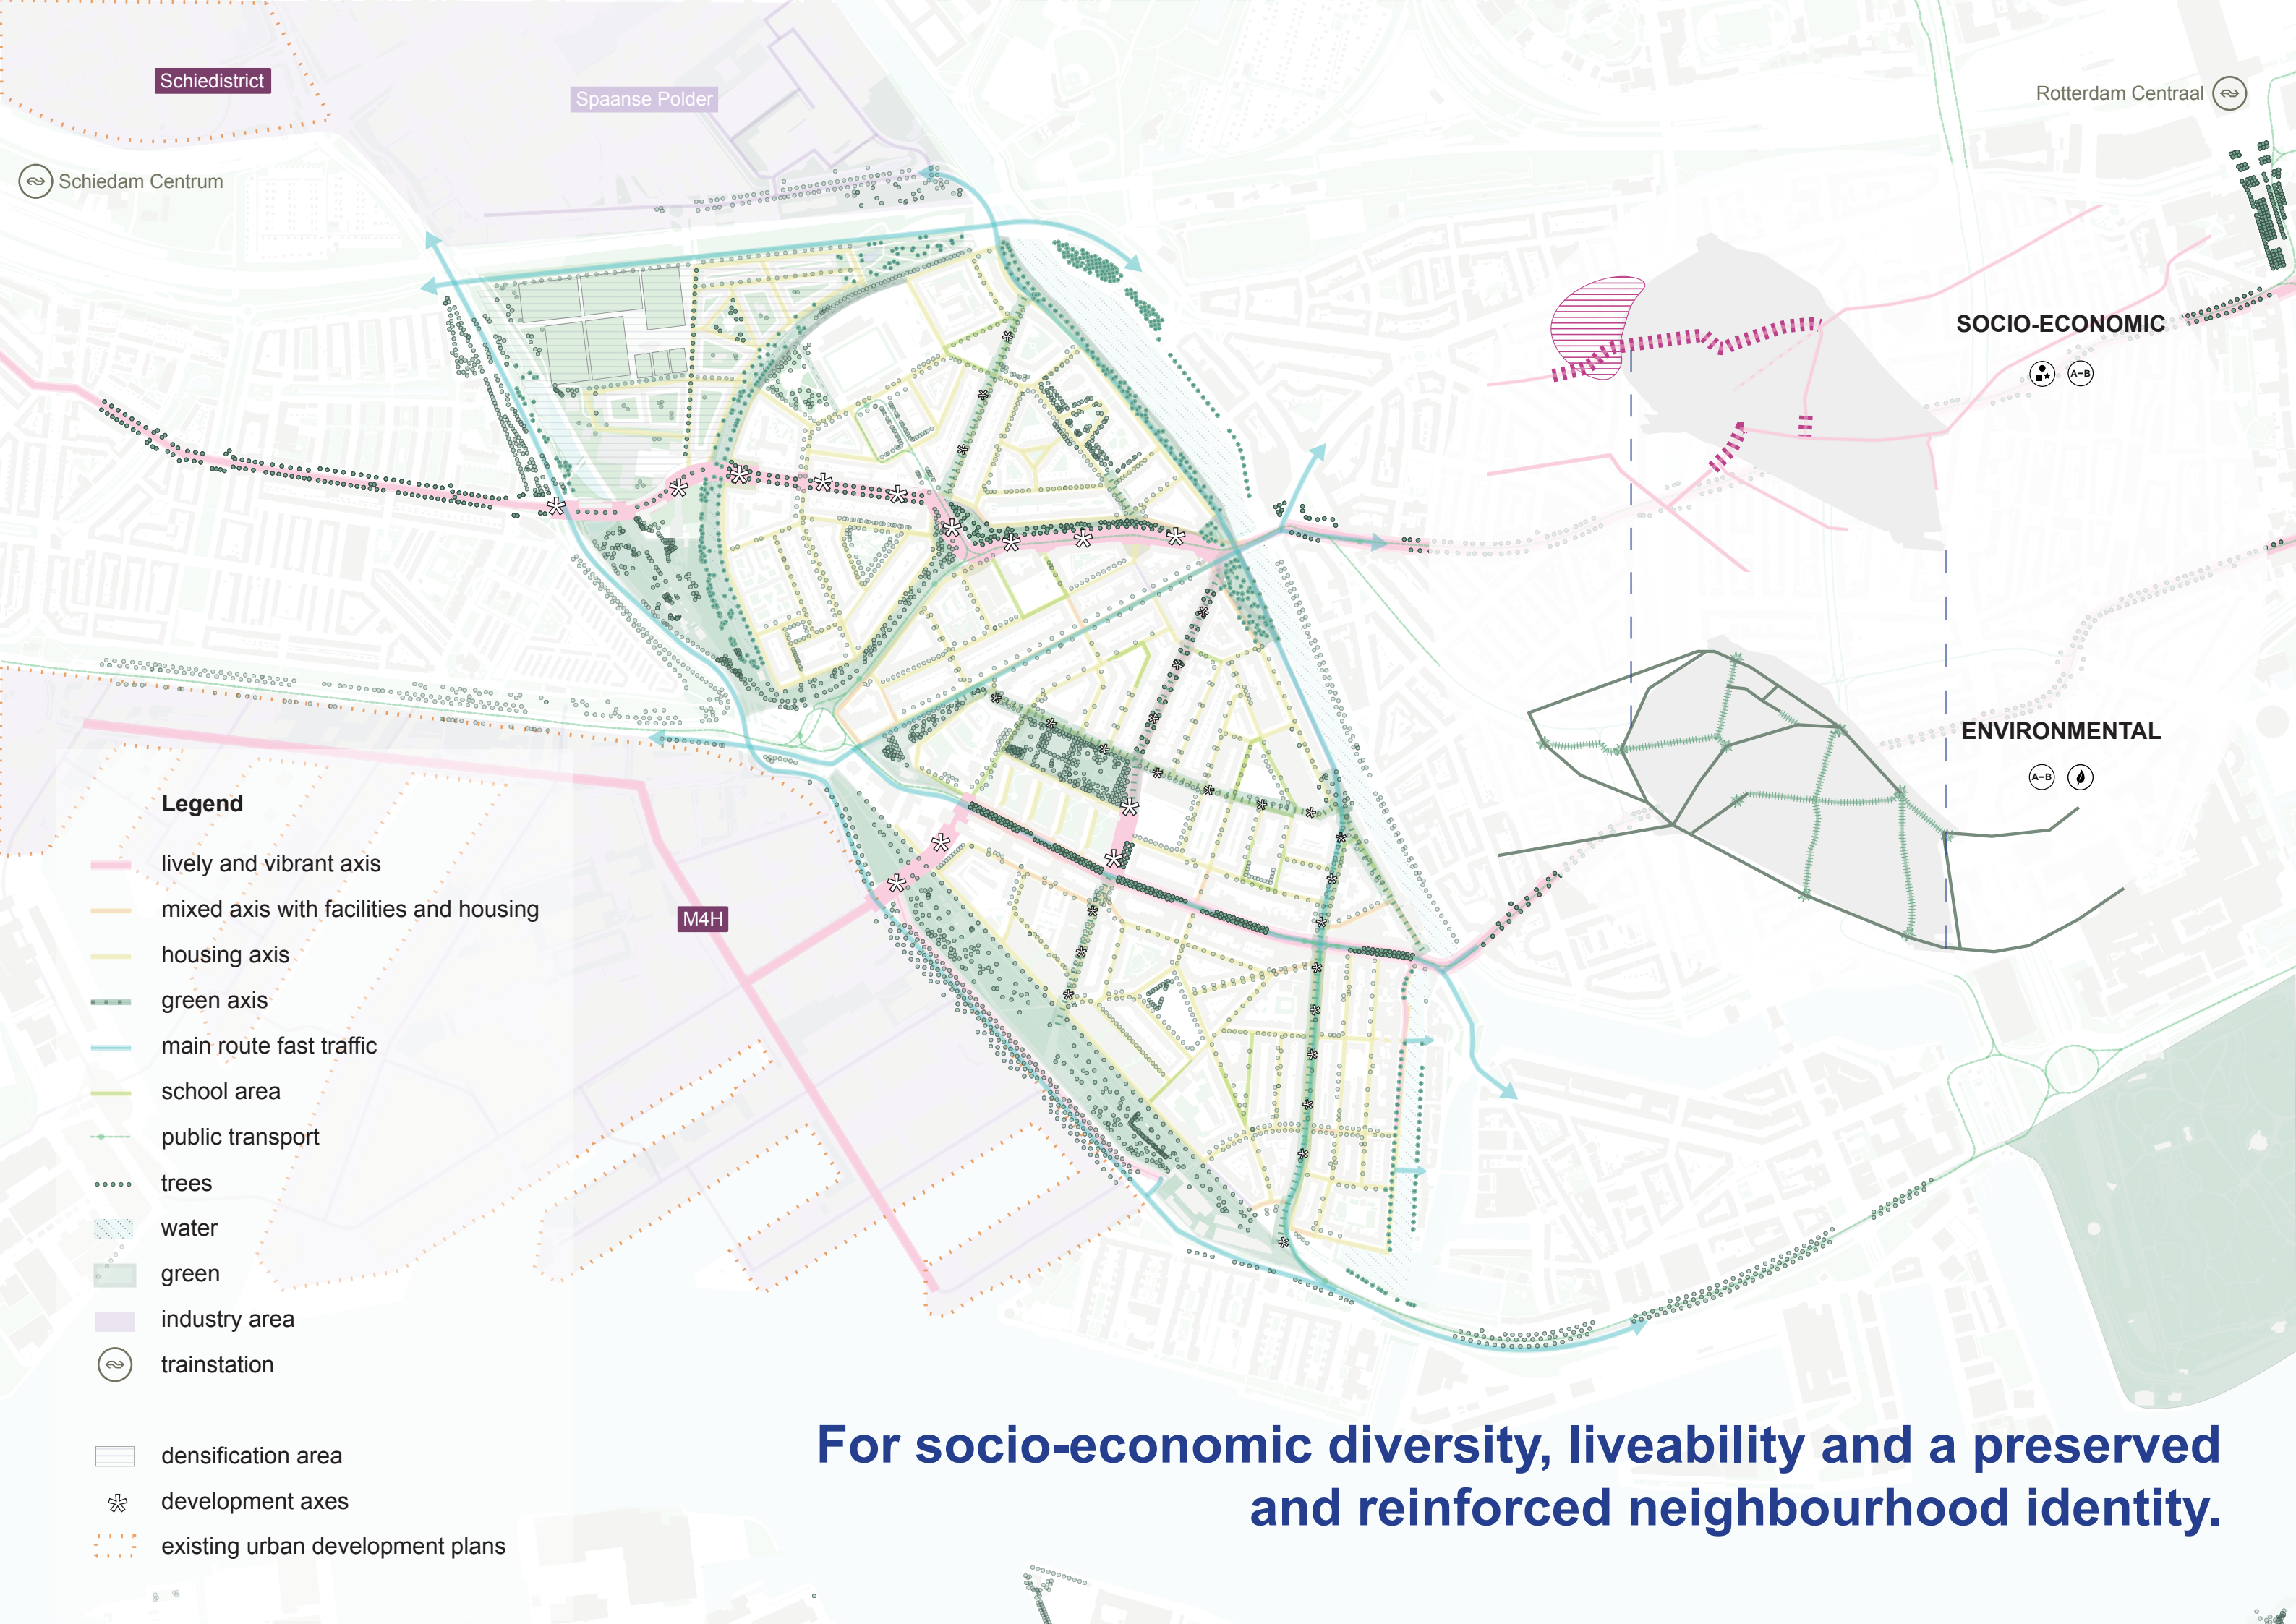 Schiedistrict
Spaanse Polder
Rotterdam Centraal
Schiedam Centrum
SOCIO-ECONOMIC
A–B
ENVIRONMENTAL
A–B
M4H
Legend
lively and vibrant axis
mixed axis with facilities and housing
housing axis
green axis
main route fast traffic
school area
public transport
trees
water
green
industry area
trainstation
densification area
development axes
existing urban development plans
For socio-economic diversity, liveability and a preserved
and reinforced neighbourhood identity.